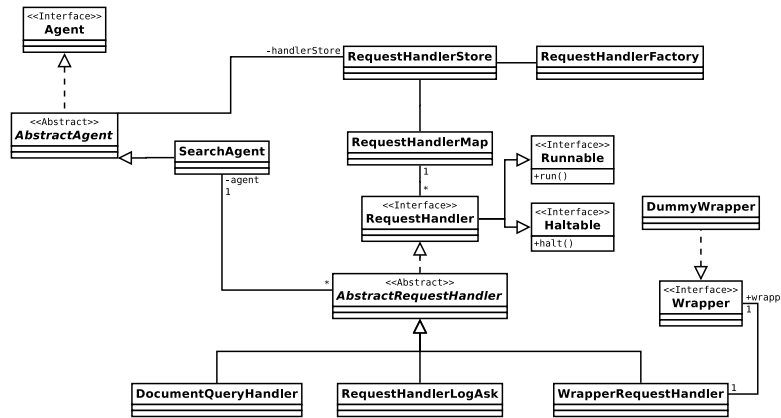 <<Interface>>
Agent
-handlerStore
RequestHandlerStore
RequestHandlerFactory
<<Abstract>>
AbstractAgent
SearchAgent
RequestHandlerMap
<<Interface>>
Runnable
+run()
-agent
1
1
*
<<Interface>>
RequestHandler
<<Interface>>
Haltable
+halt()
DummyWrapper
<<Abstract>>
AbstractRequestHandler
*
<<Interface>>
Wrapper
+wrapp
1
DocumentQueryHandler
RequestHandlerLogAsk
WrapperRequestHandler
1